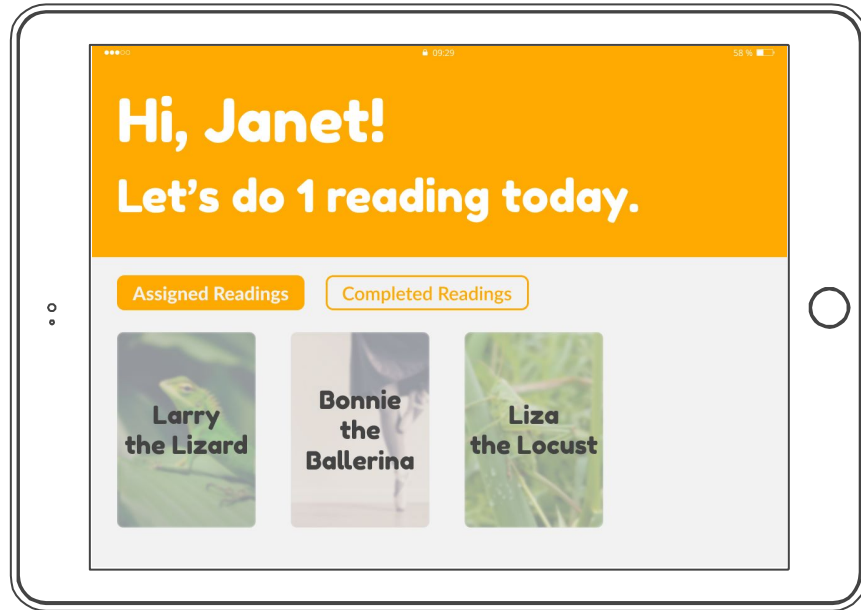 09:29
58 %
Hi, Janet!
Let's do 1 reading today.
Assigned Readings
Completed Readings
Larry
the Lizard
Bonnie
the
Ballerina
Liza
the Locust